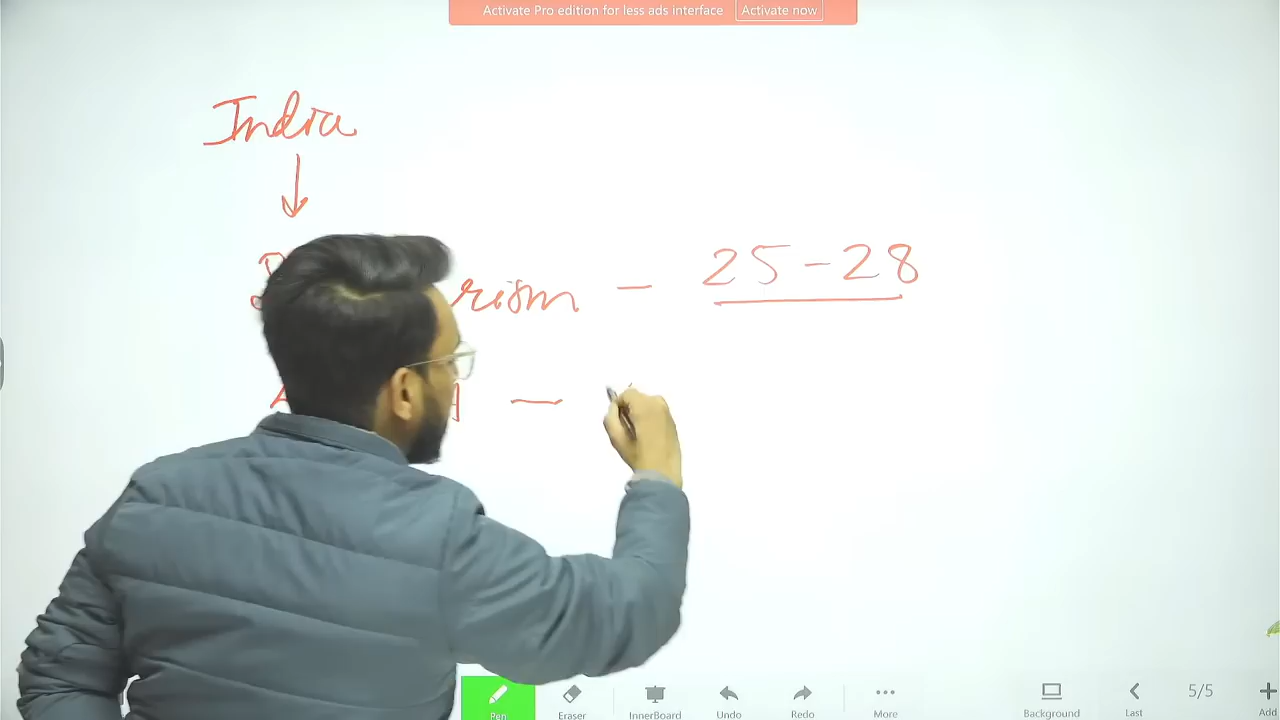 Activate Pro edition for less ads interface Activate now
India
25-28
Pen Eraser InnerBoard Undo Redo More Background Last 5/5 Add